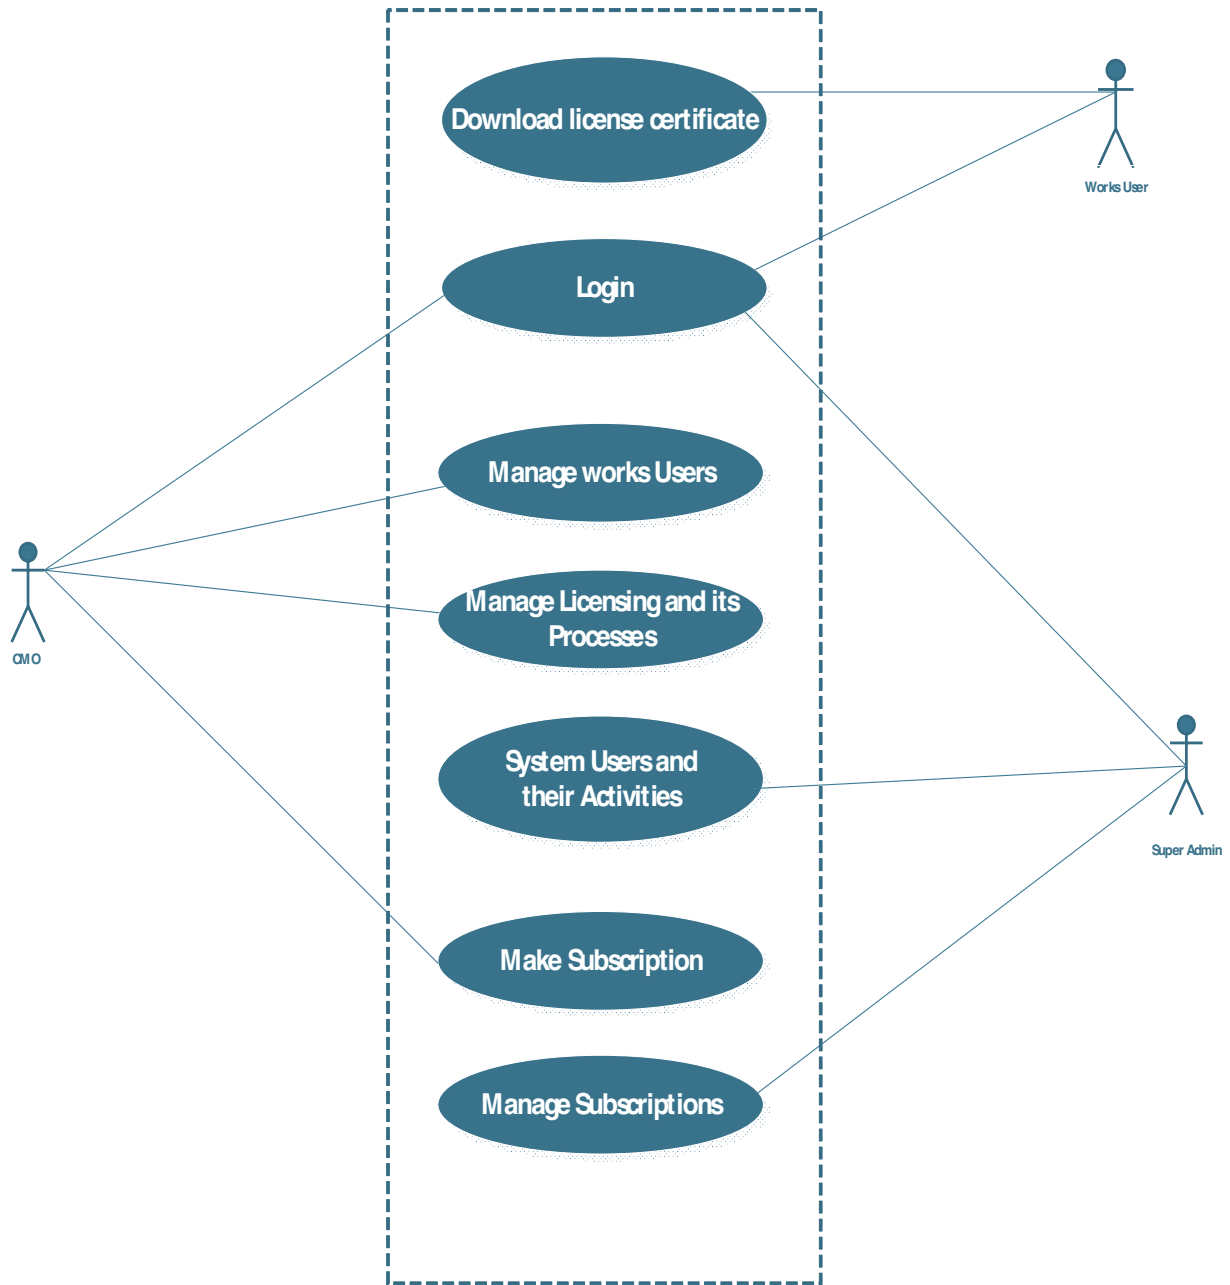 Download license certificate
Works User
Login
Manage works Users
CMO
Manage Licensing and its
Processes
System Users and
their Activities
Super Admin
Make Subscription
Manage Subscriptions